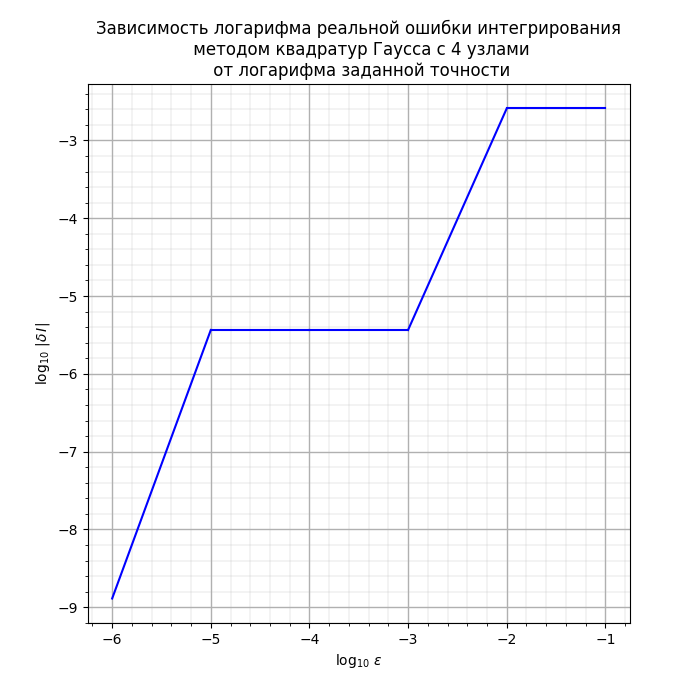 Зависимость логарифма реальной ошибки интегрирования
методом квадратур Гаусса с 4 узлами
от логарифма заданной точности
−3
−4
−5
−6
−7
−8
−9
log₁₀ |δI|
−6 −5 −4 −3 −2 −1
log₁₀ ε